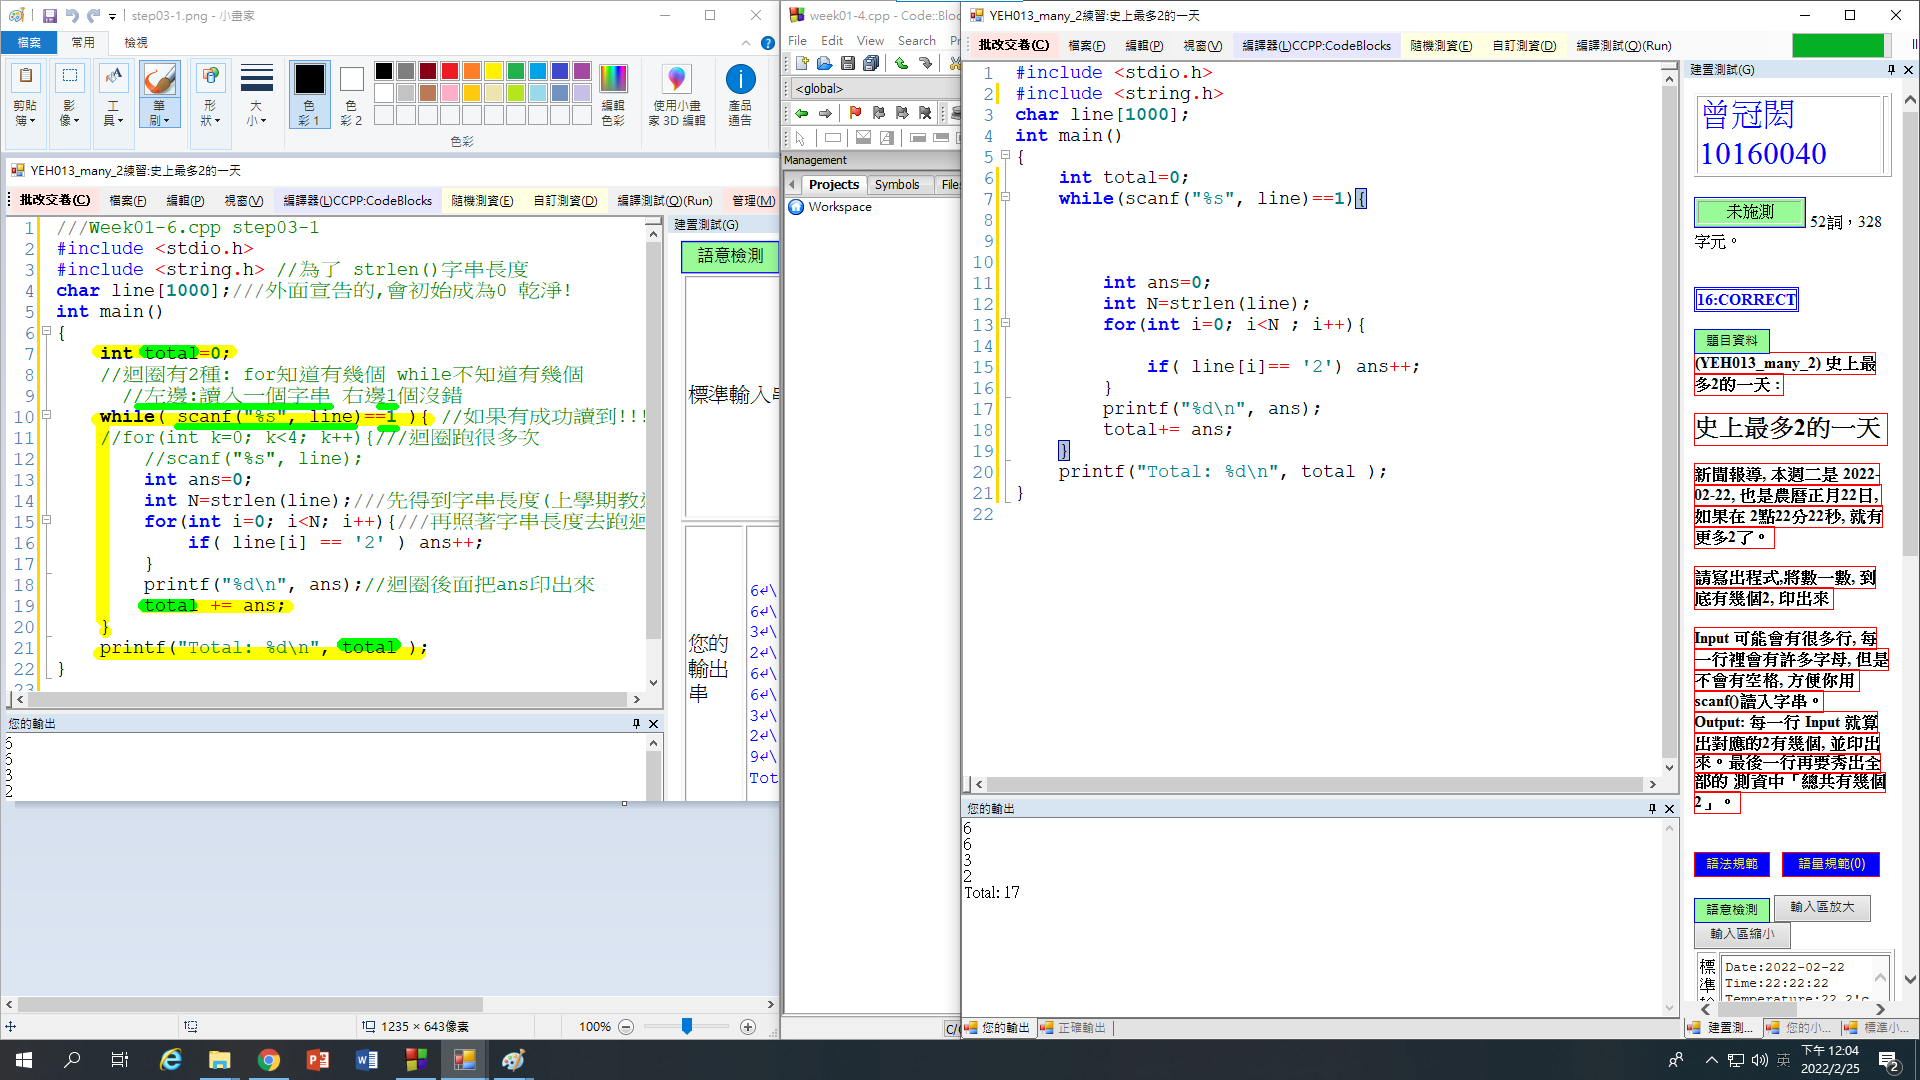 step03-1.png - 小畫家
檔案 常用 檢視
剪貼簿 影像 工具 筆刷 形狀 大小 色彩 1 色彩 2 編輯色彩 使用小畫家 3D 編輯 產品通告
色彩
YEH013_many_2練習:史上最多2的一天
批改交卷(C) 檔案(F) 編輯(P) 視窗(V) 編譯器(L)CCPP:CodeBlocks 隨機測資(E) 自訂測資(D) 編譯測試(Q)(Run) 管理(M)
1 ///Week01-6.cpp step03-1
2 #include <stdio.h>
3 #include <string.h> //為了 strlen()字串長度
4 char line[1000];///外面宣告的,會初始成為0 乾淨!
5 int main()
6 {
7 int total=0;
8 //迴圈有2種: for知道有幾個 while不知道有幾個
9 //左邊:讀入一個字串 右邊1個沒錯
10 while( scanf("%s", line)==1 ){ //如果有成功讀到!!!
11 //for(int k=0; k<4; k++){///迴圈跑很多次
12 //scanf("%s", line);
13 int ans=0;
14 int N=strlen(line);///先得到字串長度(上學期教
15 for(int i=0; i<N; i++){///再照著字串長度去跑
16 if( line[i] == '2' ) ans++;
17 }
18 printf("%d\n", ans);//迴圈後面把ans印出來
19 total += ans;
20 }
21 printf("Total: %d\n", total );
22 }
23
建置測試(G)
語意檢測
標準輸入
您的輸出串
6↵\
6↵\
3↵\
2↵\
6↵\
6↵\
3↵\
2↵\
9↵\
Tot
您的輸出
6
6
3
2
1235 × 643像素
100%
week01-4.cpp - Code::Bloc
File Edit View Search Pr
<global>
Management
Projects Symbols Files
Workspace
C/C
YEH013_many_2練習:史上最多2的一天
批改交卷(C) 檔案(F) 編輯(P) 視窗(V) 編譯器(L)CCPP:CodeBlocks 隨機測資(E) 自訂測資(D) 編譯測試(Q)(Run)
1 #include <stdio.h>
2 #include <string.h>
3 char line[1000];
4 int main()
5 {
6 int total=0;
7 while(scanf("%s", line)==1){
8
9
10
11 int ans=0;
12 int N=strlen(line);
13 for(int i=0; i<N ; i++){
14
15 if( line[i]== '2') ans++;
16 }
17 printf("%d\n", ans);
18 total+= ans;
19 }
20 printf("Total: %d\n", total );
21 }
22
您的輸出
6
6
3
2
Total: 17
您的輸出 正確輸出
建置測試(G)
曾冠閎
10160040
未施測 52詞，328
字元。
16:CORRECT
題目資料
(YEH013_many_2) 史上最
多2的一天 :
史上最多2的一天
新聞報導, 本週二是 2022-
02-22, 也是農曆正月22日,
如果在 2點22分22秒, 就有
更多2了。
請寫出程式,將數一數, 到
底有幾個2, 印出來
Input 可能會有很多行, 每
一行裡會有許多字母, 但是
不會有空格, 方便你用
scanf()讀入字串。
Output: 每一行 Input 就算
出對應的2有幾個, 並印出
來。最後一行再要秀出全
部的 測資中「總共有幾個
2」。
語法規範 語量規範(0)
語意檢測 輸入區放大
輸入區縮小
標準
Date:2022-02-22
Time:22:22:22
Temperature:22.2'c
建置測... 您的小... 標準小...
英
下午 12:04
2022/2/25
2